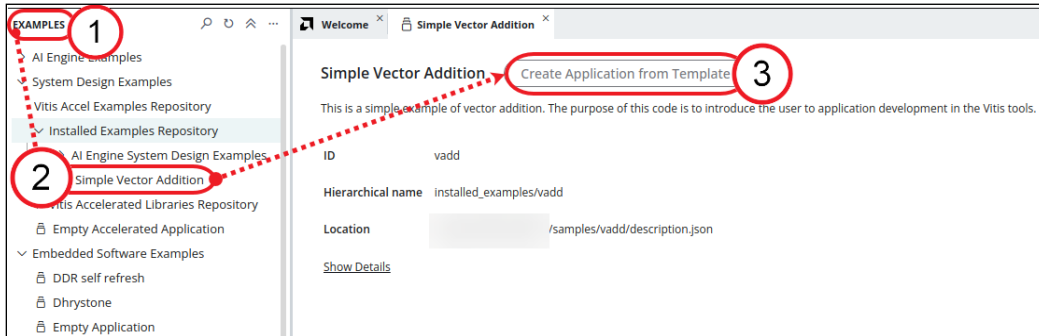 EXAMPLES
1
AI Engine Examples
System Design Examples
Vitis Accel Examples Repository
Installed Examples Repository
AI Engine System Design Examples
2
Simple Vector Addition
Vitis Accelerated Libraries Repository
Empty Accelerated Application
Embedded Software Examples
DDR self refresh
Dhrystone
Empty Application
Welcome
Simple Vector Addition
Simple Vector Addition
Create Application from Template
3
This is a simple example of vector addition. The purpose of this code is to introduce the user to application development in the Vitis tools.
ID vadd
Hierarchical name installed_examples/vadd
Location /samples/vadd/description.json
Show Details